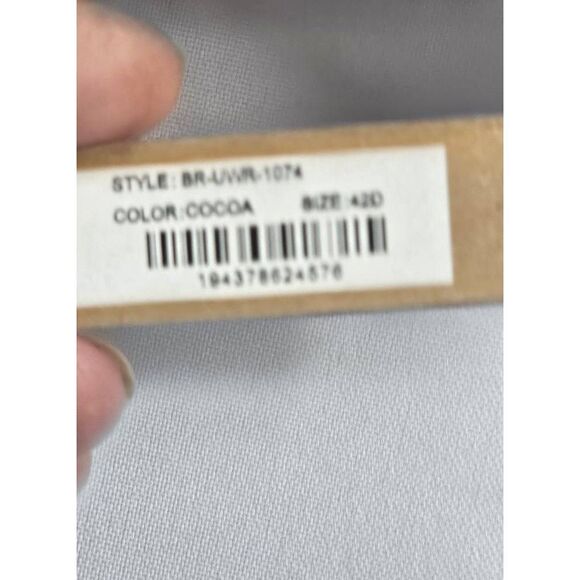 STYLE: BR-UWR-1074
COLOR:COCOA SIZE:42D
194378624576